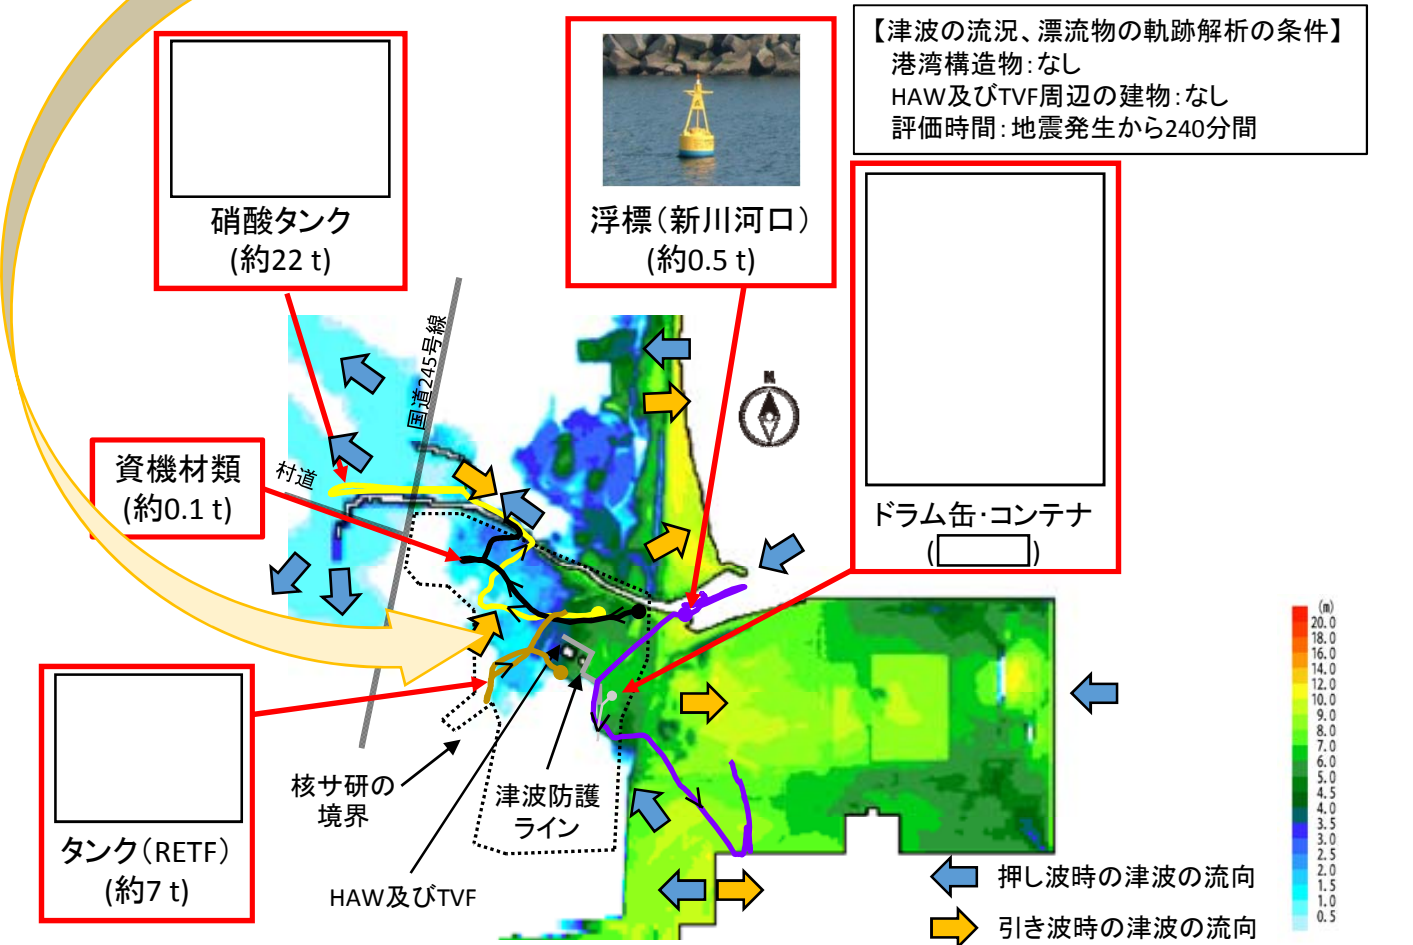 【津波の流況、漂流物の軌跡解析の条件】
港湾構造物:なし
HAW及びTVF周辺の建物:なし
評価時間:地震発生から240分間
硝酸タンク
(約22 t)
浮標(新川河口)
(約0.5 t)
ドラム缶・コンテナ
( )
国道245号線
N
資機材類
(約0.1 t)
村道
タンク(RETF)
(約7 t)
核サ研の
境界
津波防護
ライン
HAW及びTVF
(m)
20.0
18.0
16.0
14.0
12.0
10.0
9.0
8.0
7.0
6.0
5.0
4.5
4.0
3.5
3.0
2.5
2.0
1.5
1.0
0.5
押し波時の津波の流向
引き波時の津波の流向